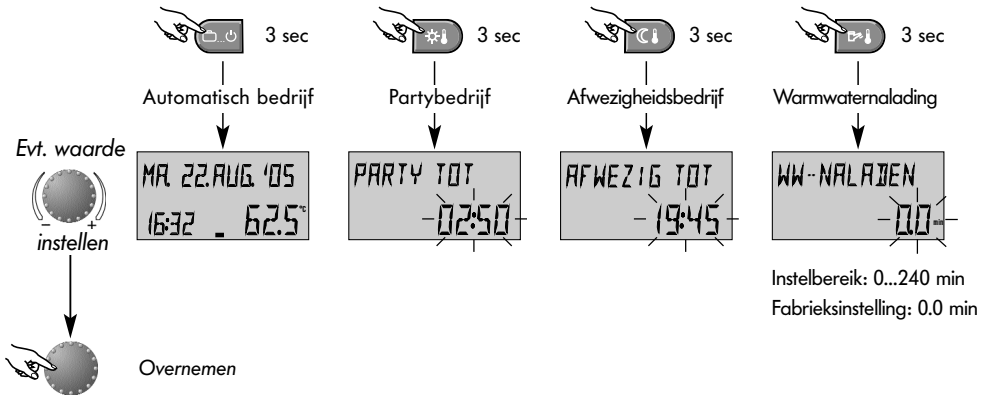 3 sec
3 sec
3 sec
3 sec
Automatisch bedrijf
Partybedrijf
Afwezigheidsbedrijf
Warmwaternalading
Evt. waarde
instellen
MA. 22.AUG. '05
16:32 62.5 °C
PARTY TOT
02:50
AFWEZIG TOT
19:45
WW-NALADEN
0.0 min
Instelbereik: 0...240 min
Fabrieksinstelling: 0.0 min
Overnemen